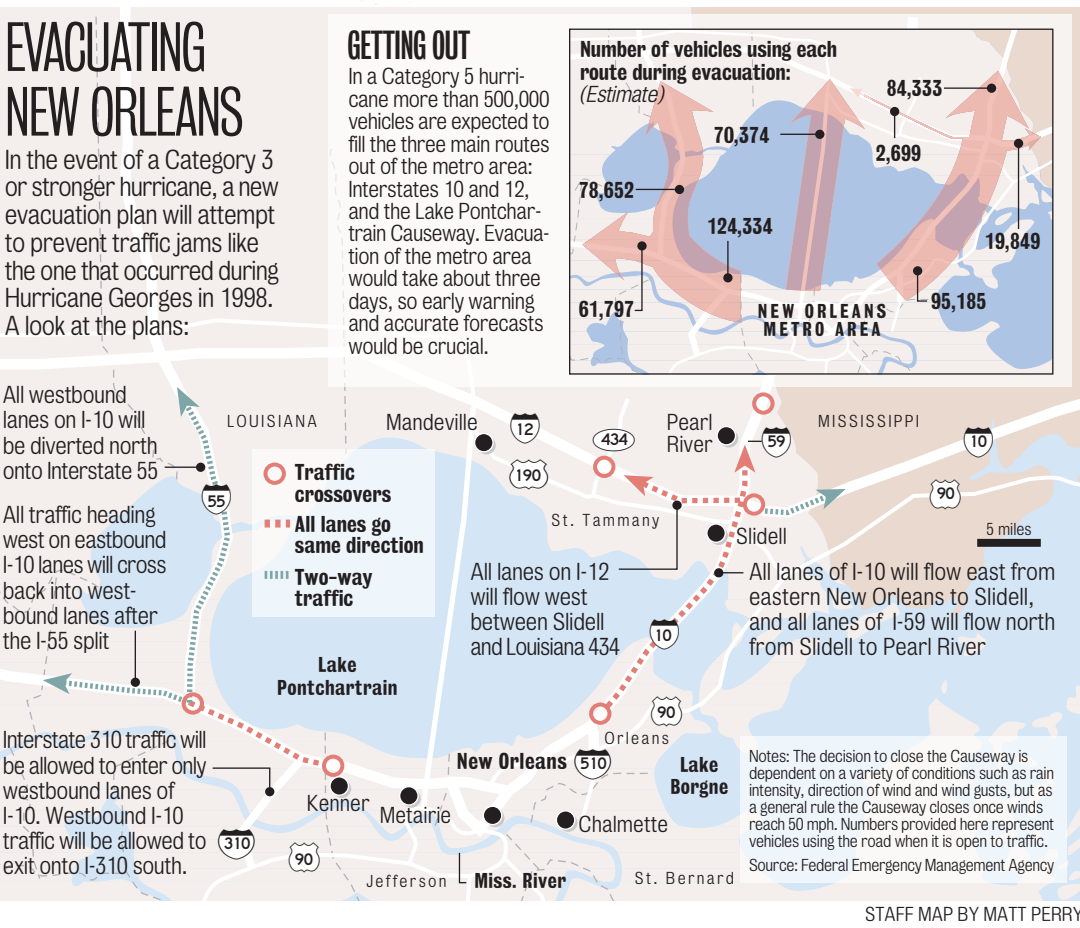 EVACUATING
NEW ORLEANS
In the event of a Category 3
or stronger hurricane, a new
evacuation plan will attempt
to prevent traffic jams like
the one that occurred during
Hurricane Georges in 1998.
A look at the plans:
GETTING OUT
In a Category 5 hurri-
cane more than 500,000
vehicles are expected to
fill the three main routes
out of the metro area:
Interstates 10 and 12,
and the Lake Pontchar-
train Causeway. Evacua-
tion of the metro area
would take about three
days, so early warning
and accurate forecasts
would be crucial.
Number of vehicles using each
route during evacuation:
(Estimate)
84,333
70,374
2,699
78,652
124,334
19,849
61,797
95,185
NEW ORLEANS
METRO AREA
All westbound
lanes on I-10 will
be diverted north
onto Interstate 55
LOUISIANA
Mandeville
12
434
190
Pearl
River
59
MISSISSIPPI
10
90
55
Traffic
crossovers
All lanes go
same direction
Two-way
traffic
All traffic heading
west on eastbound
I-10 lanes will cross
back into west-
bound lanes after
the I-55 split
St. Tammany
Slidell
5 miles
All lanes on I-12
will flow west
between Slidell
and Louisiana 434
All lanes of I-10 will flow east from
eastern New Orleans to Slidell,
and all lanes of I-59 will flow north
from Slidell to Pearl River
10
Lake
Pontchartrain
90
Orleans
Interstate 310 traffic will
be allowed to enter only
westbound lanes of
I-10. Westbound I-10
traffic will be allowed to
exit onto I-310 south.
New Orleans
510
Lake
Borgne
Kenner
Metairie
Chalmette
310
90
Jefferson
Miss. River
St. Bernard
Notes: The decision to close the Causeway is
dependent on a variety of conditions such as rain
intensity, direction of wind and wind gusts, but as
a general rule the Causeway closes once winds
reach 50 mph. Numbers provided here represent
vehicles using the road when it is open to traffic.
Source: Federal Emergency Management Agency
STAFF MAP BY MATT PERRY